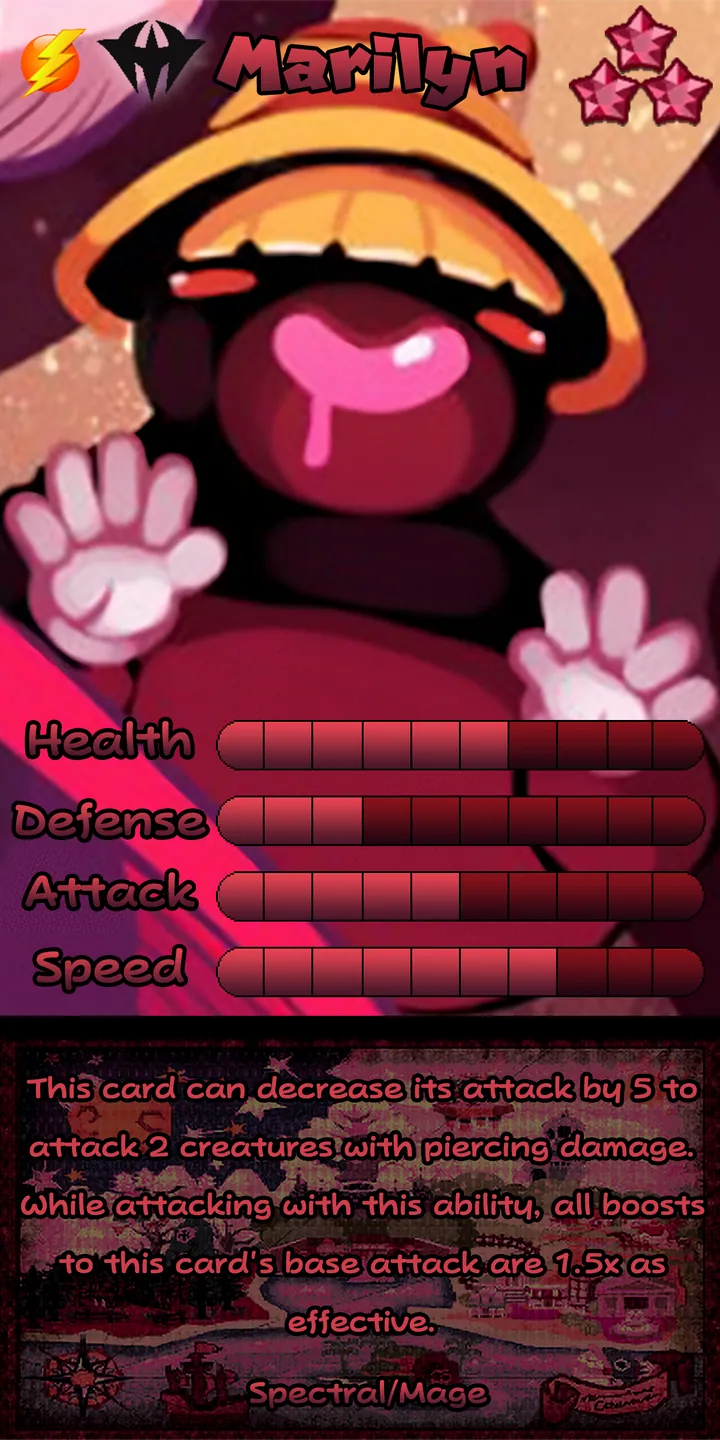 Marilyn
Health
Defense
Attack
Speed
This card can decrease its attack by 5 to
attack 2 creatures with piercing damage.
While attacking with this ability, all boosts
to this card's base attack are 1.5x as
effective.
Spectral/Mage